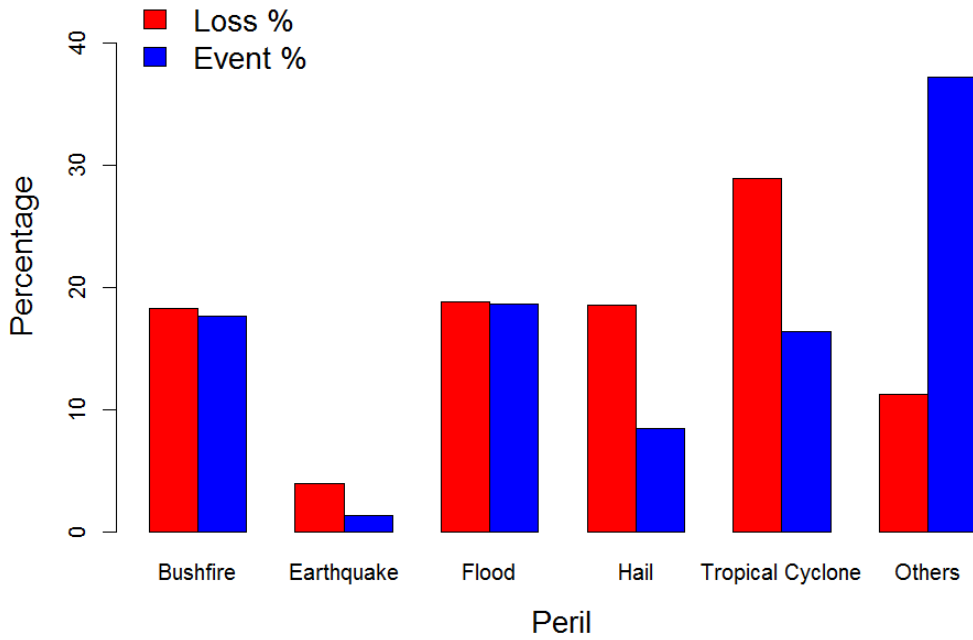 Loss %
Event %
Percentage
40
30
20
10
0
Bushfire Earthquake Flood Hail Tropical Cyclone Others
Peril